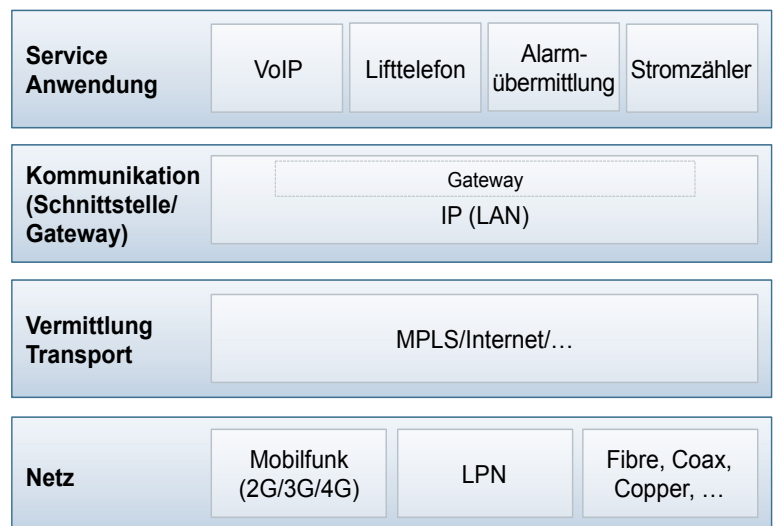 Service
Anwendung
VoIP
Lifttelefon
Alarm-
übermittlung
Stromzähler
Kommunikation
(Schnittstelle/
Gateway)
Gateway
IP (LAN)
Vermittlung
Transport
MPLS/Internet/…
Netz
Mobilfunk
(2G/3G/4G)
LPN
Fibre, Coax,
Copper, …